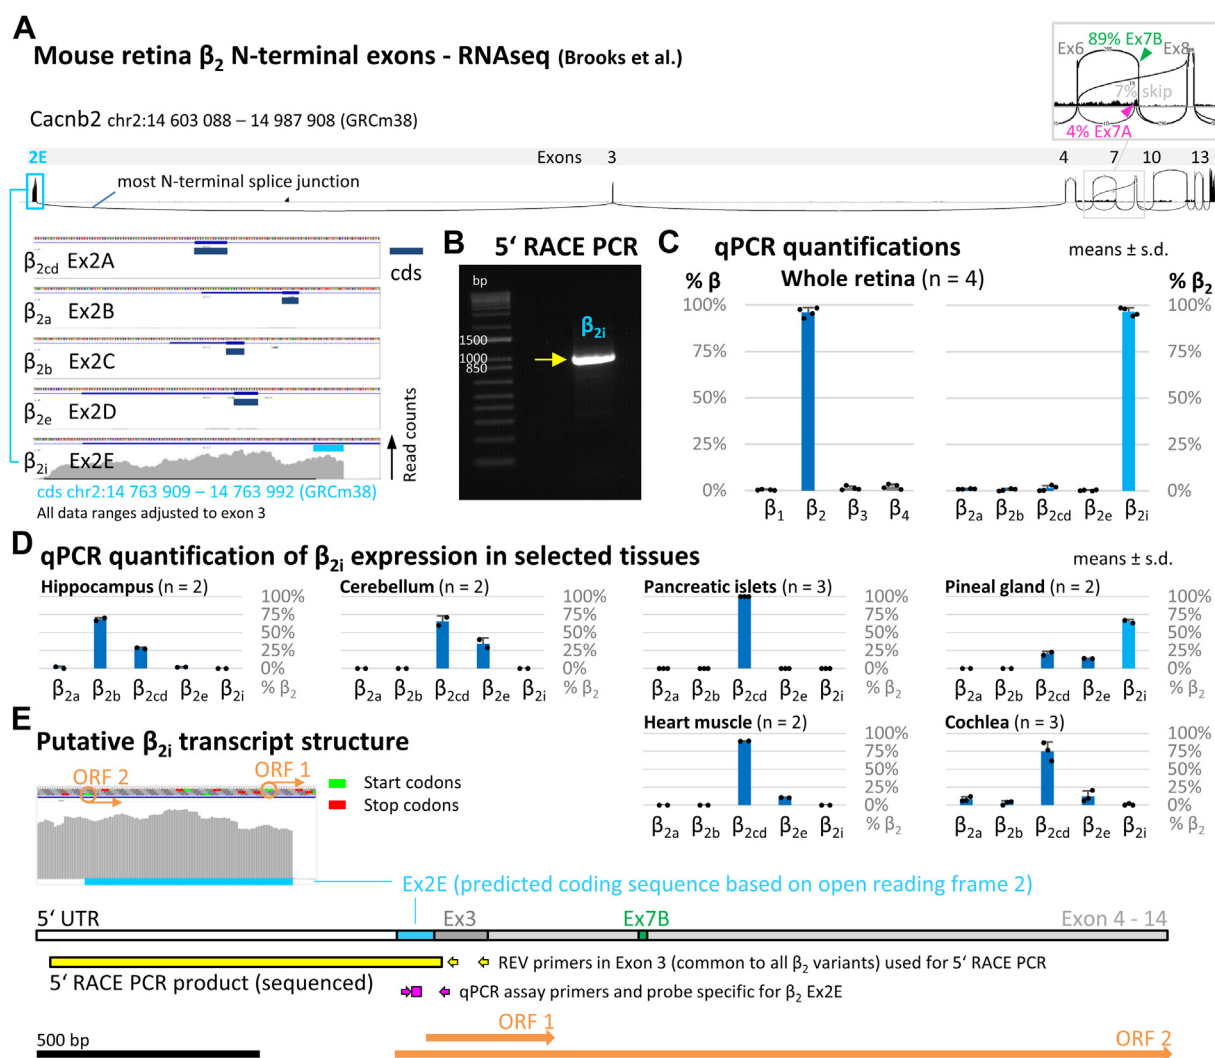 A
Mouse retina β2 N-terminal exons - RNAseq (Brooks et al.)
Ex6
89% Ex7B
Ex8
7% skip
4% Ex7A
Cacnb2 chr2:14 603 088 – 14 987 908 (GRCm38)
2E
Exons
3
4
7
10
13
most N-terminal splice junction
β2cd Ex2A
cds
β2a Ex2B
β2b Ex2C
β2e Ex2D
β2i Ex2E
Read counts
cds chr2:14 763 909 – 14 763 992 (GRCm38)
All data ranges adjusted to exon 3
B
5‘ RACE PCR
bp
β2i
1500
1000
850
C
qPCR quantifications
means ± s.d.
Whole retina (n = 4)
% β
100%
75%
50%
25%
0%
β1
β2
β3
β4
% β2
100%
75%
50%
25%
0%
β2a
β2b
β2cd
β2e
β2i
D
qPCR quantification of β2i expression in selected tissues
means ± s.d.
Hippocampus (n = 2)
100%
75%
50%
25%
0%
% β2
β2a
β2b
β2cd
β2e
β2i
Cerebellum (n = 2)
100%
75%
50%
25%
0%
% β2
β2a
β2b
β2cd
β2e
β2i
Pancreatic islets (n = 3)
100%
75%
50%
25%
0%
% β2
β2a
β2b
β2cd
β2e
β2i
Pineal gland (n = 2)
100%
75%
50%
25%
0%
% β2
β2a
β2b
β2cd
β2e
β2i
Heart muscle (n = 2)
100%
75%
50%
25%
0%
% β2
β2a
β2b
β2cd
β2e
β2i
Cochlea (n = 3)
100%
75%
50%
25%
0%
% β2
β2a
β2b
β2cd
β2e
β2i
E
Putative β2i transcript structure
ORF 2
ORF 1
Start codons
Stop codons
Ex2E (predicted coding sequence based on open reading frame 2)
5‘ UTR
Ex3
Ex7B
Exon 4 - 14
REV primers in Exon 3 (common to all β2 variants) used for 5‘ RACE PCR
5‘ RACE PCR product (sequenced)
qPCR assay primers and probe specific for β2 Ex2E
ORF 1
500 bp
ORF 2